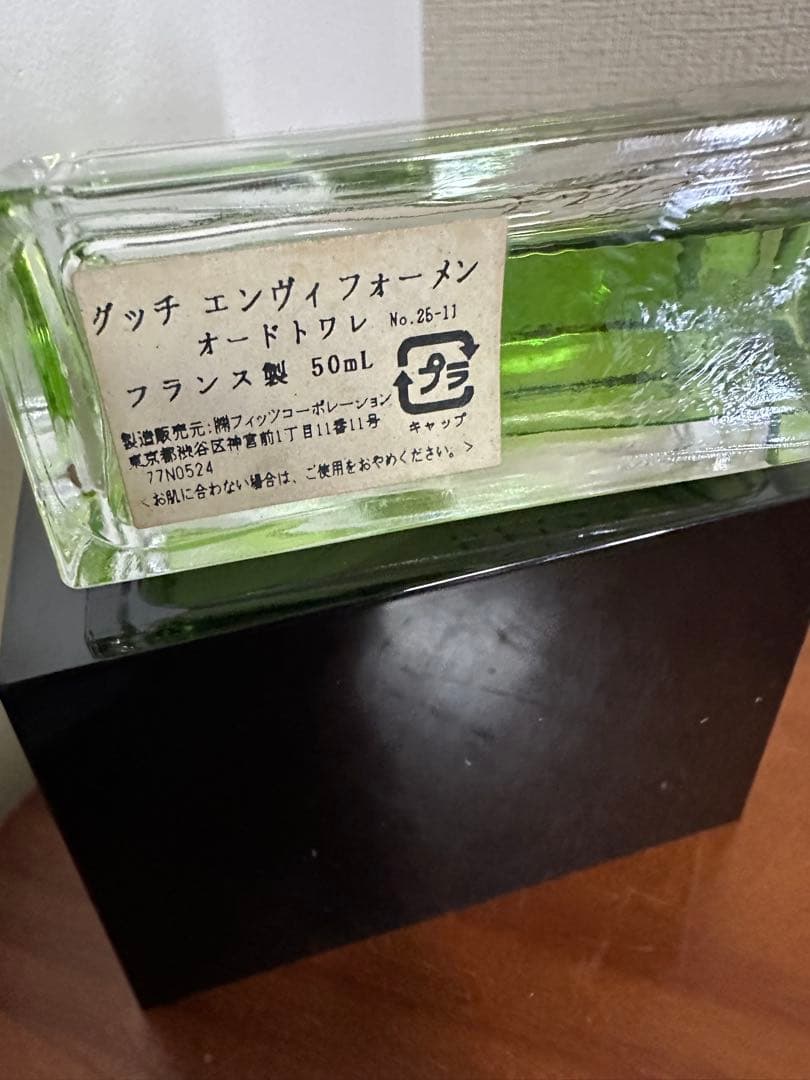 グッチ エンヴィ フォーメン
オードトワレ No.25-11
フランス製 50mL
プラ
キャップ
製造販売元:㈱フィッツコーポレーション
東京都渋谷区神宮前1丁目11番11号
77N0524
<お肌に合わない場合は、ご使用をおやめください。>